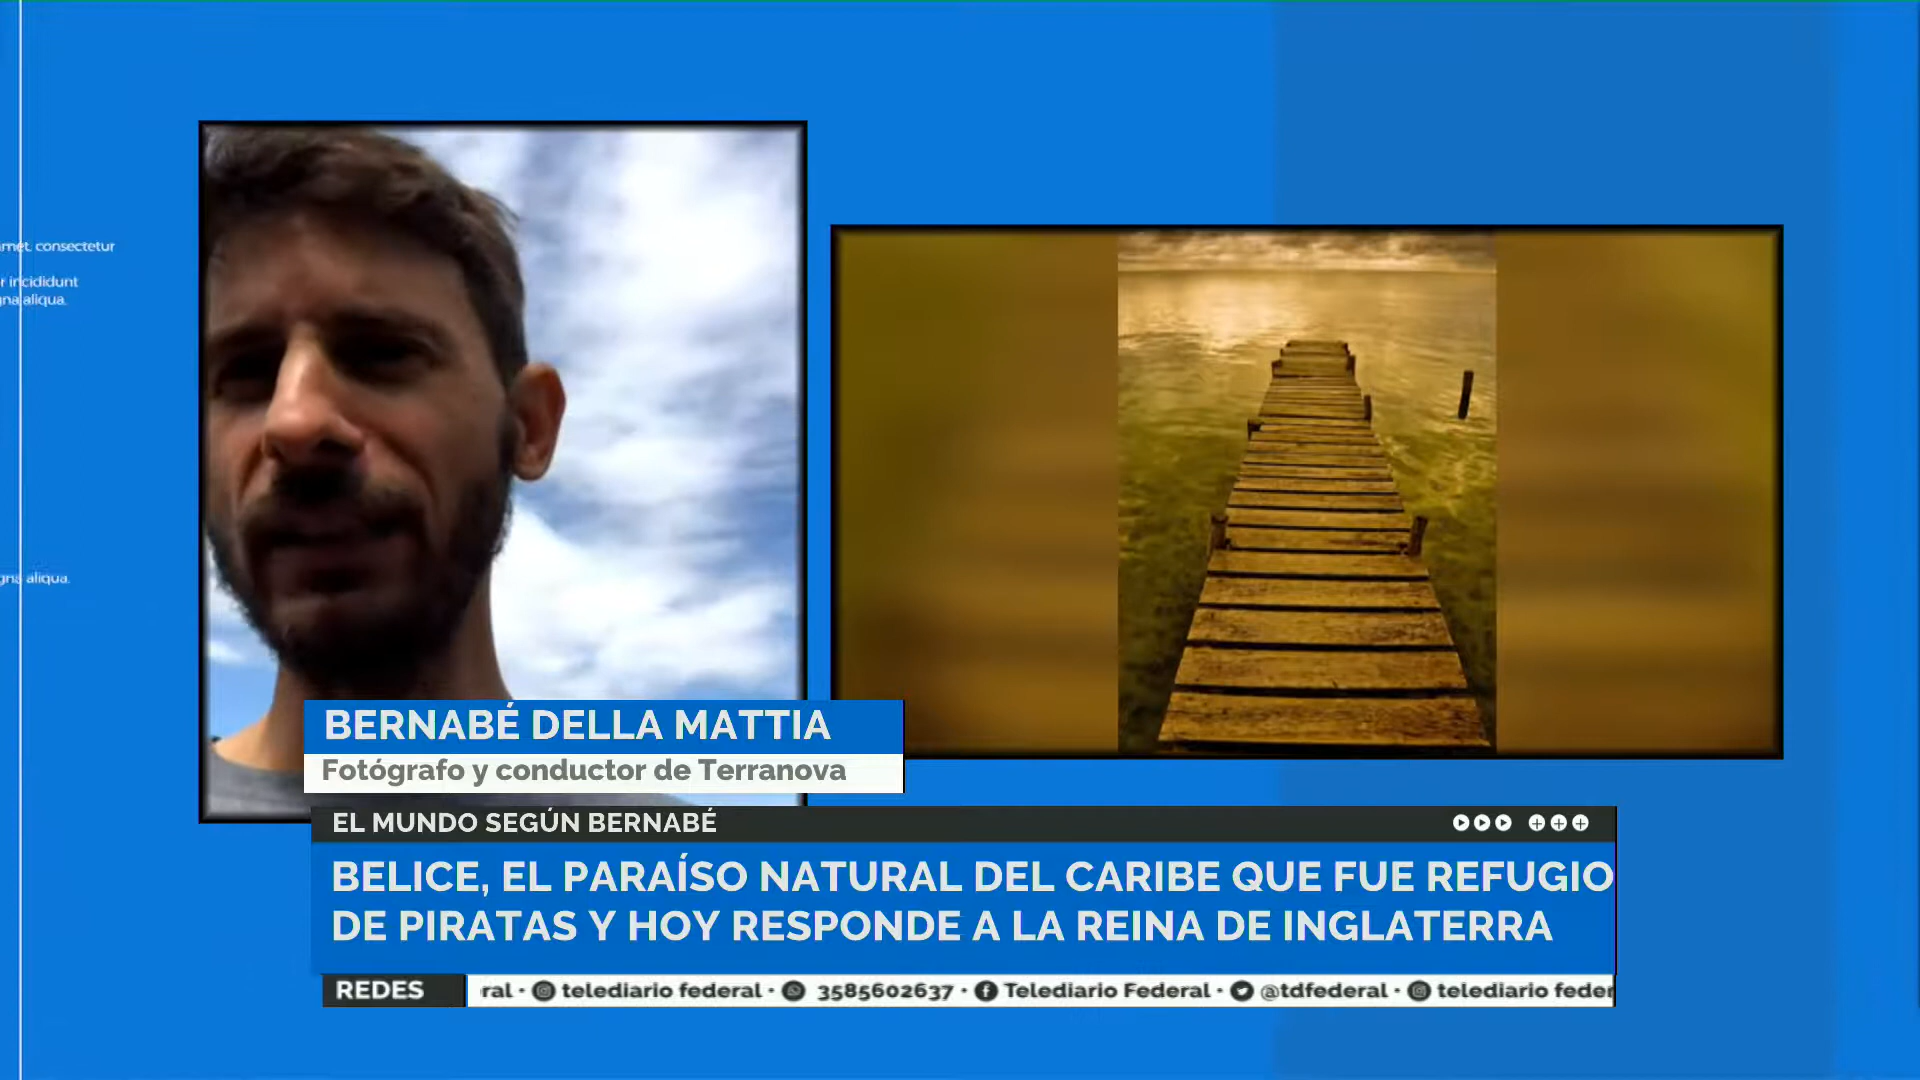 amet, consectetur
r incididunt
gna aliqua.
gna aliqua.
BERNABÉ DELLA MATTIA
Fotógrafo y conductor de Terranova
EL MUNDO SEGÚN BERNABÉ
BELICE, EL PARAÍSO NATURAL DEL CARIBE QUE FUE REFUGIO
DE PIRATAS Y HOY RESPONDE A LA REINA DE INGLATERRA
REDES
ral · telediario federal · 3585602637 · Telediario Federal · @tdfederal · telediario feder